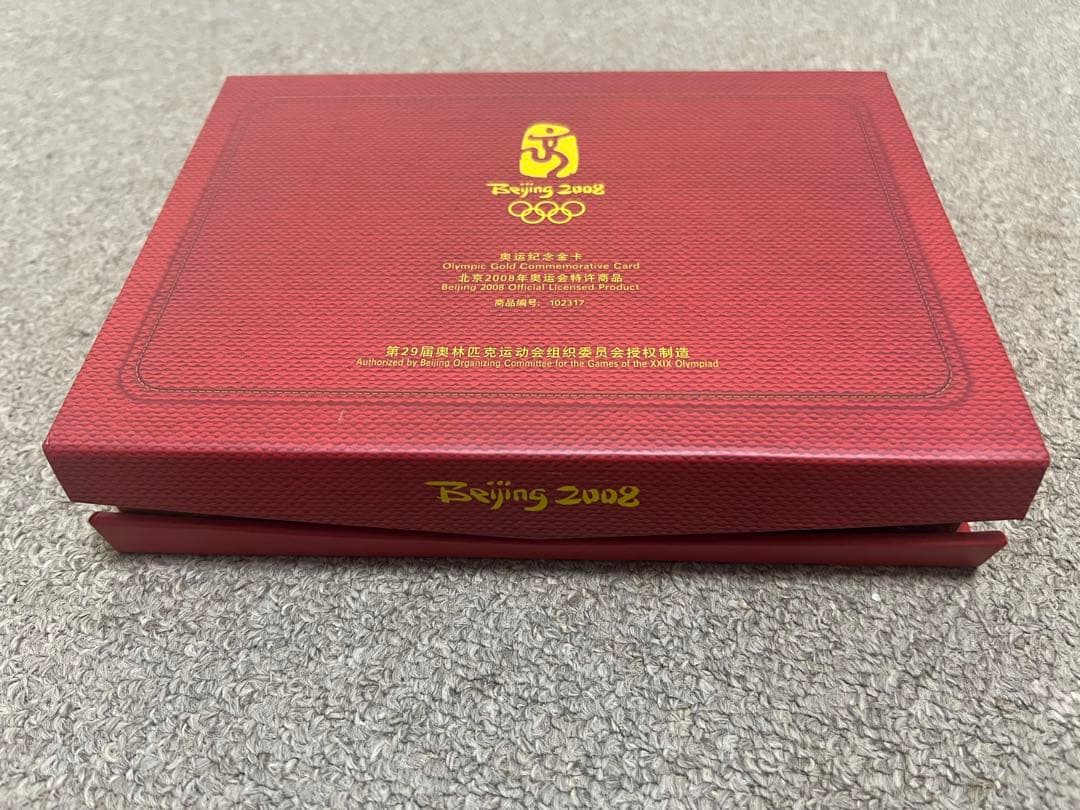 Beijing 2008
奥运纪念金卡
Olympic Gold Commemorative Card
北京2008年奥运会特许商品
Beijing 2008 Official Licensed Product
商品编号: 102317
第29届奥林匹克运动会组织委员会授权制造
Authorized by Beijing Organizing Committee for the Games of the XXIX Olympiad
Beijing 2008